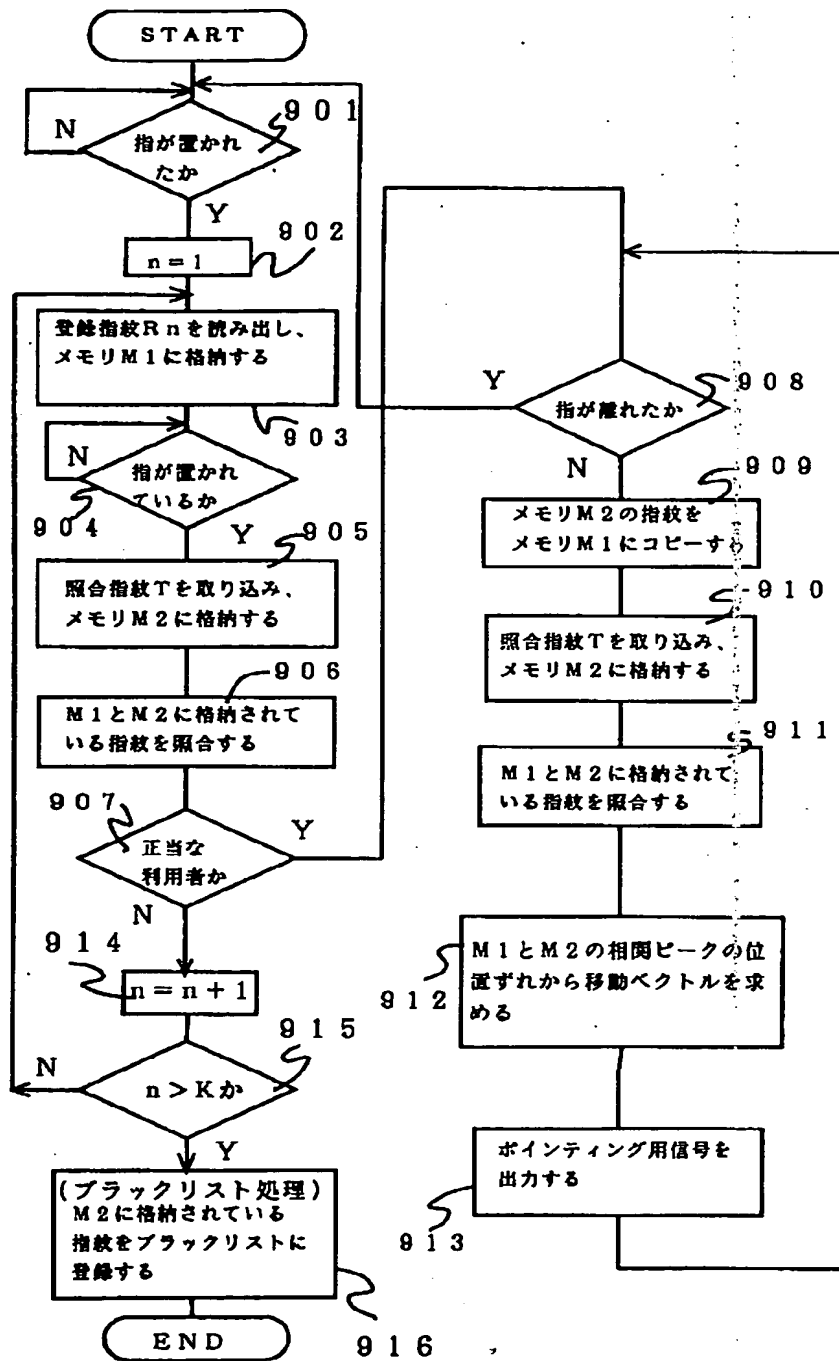 START
N
901
指が置かれ
たか
Y
902
n=1
登録指紋Rnを読み出し、
メモリM1に格納する
903
N
指が置かれ
ているか
904
Y
905
照合指紋Tを取り込み、
メモリM2に格納する
906
M1とM2に格納されて
いる指紋を照合する
907
正当な
利用者か
Y
N
914
n=n+1
915
N
n>Kか
Y
(ブラックリスト処理)
M2に格納されている
指紋をブラックリストに
登録する
916
END
Y
908
指が離れたか
N
909
メモリM2の指紋を
メモリM1にコピーする
910
照合指紋Tを取り込み、
メモリM2に格納する
911
M1とM2に格納されて
いる指紋を照合する
912
M1とM2の相関ピークの位
置ずれから移動ベクトルを求
める
ポインティング用信号を
出力する
913